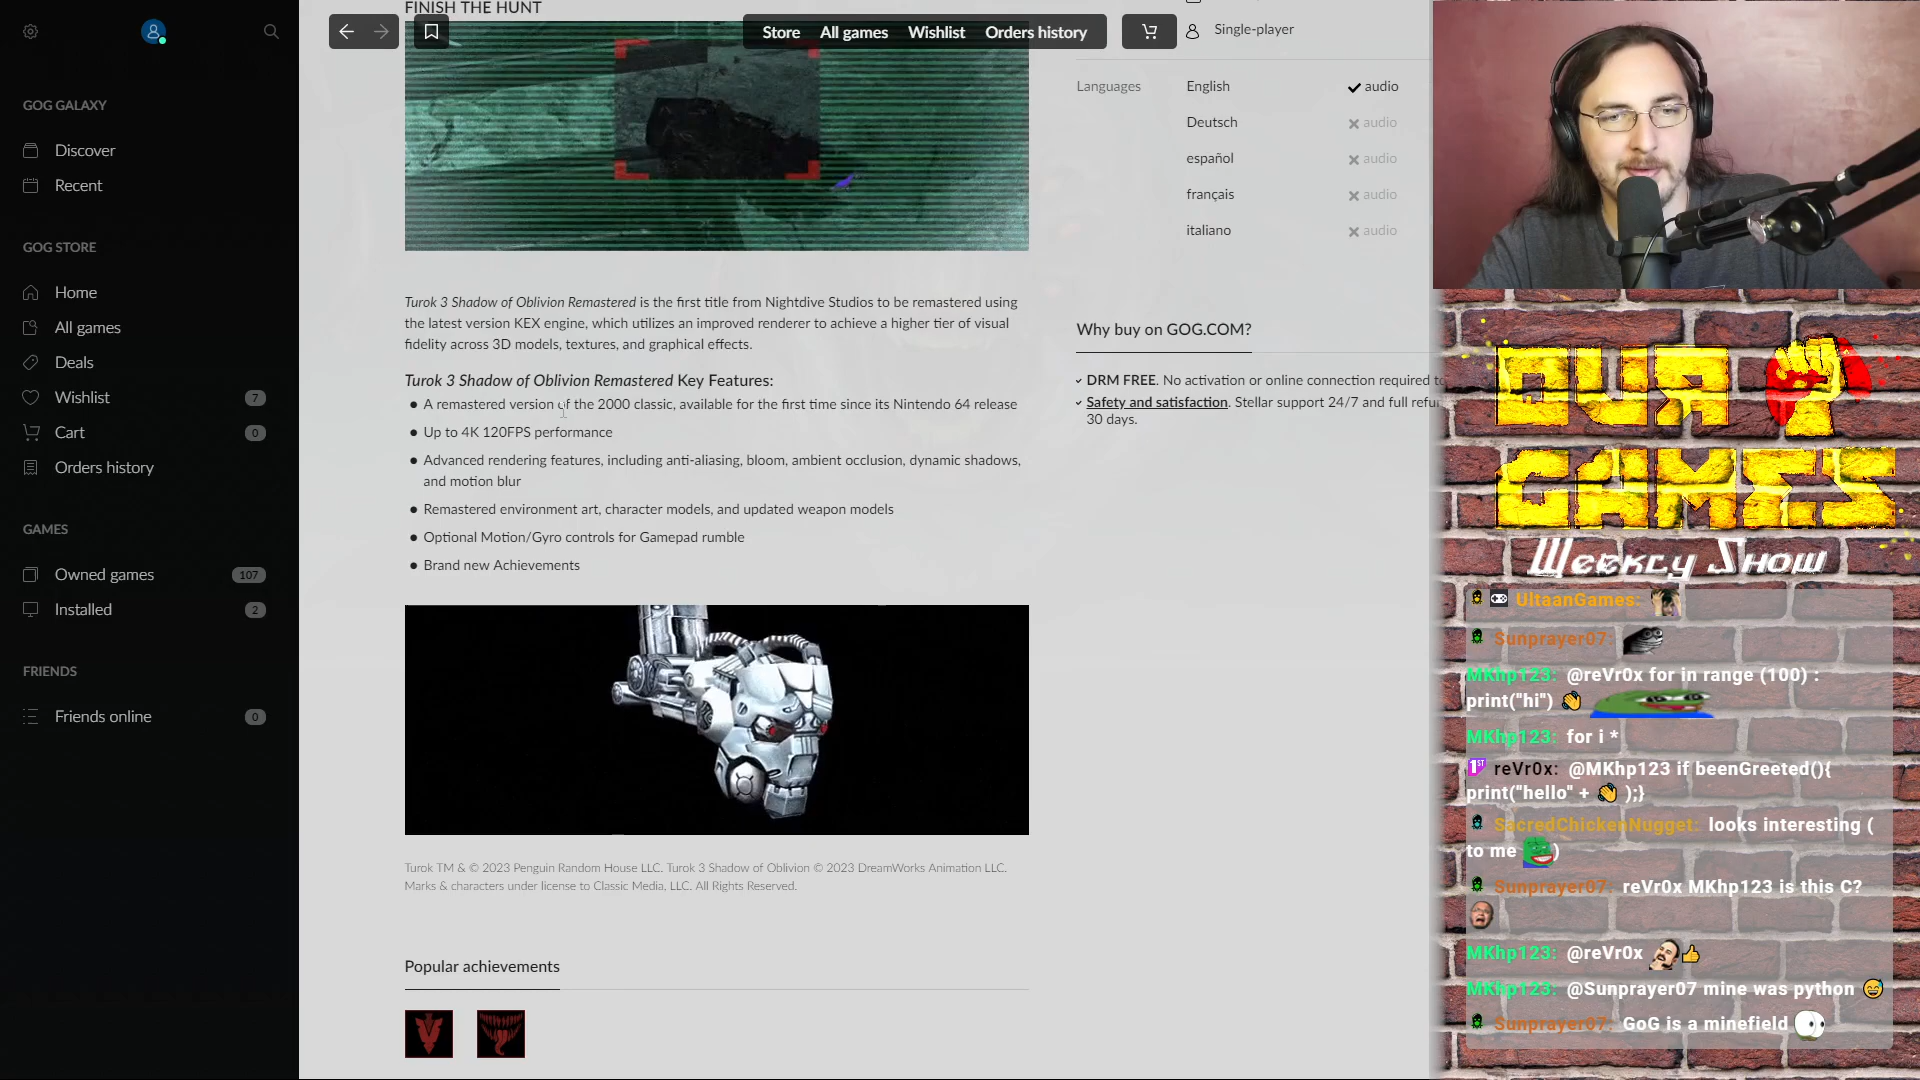 FINISH THE HUNT
Store All games Wishlist Orders history
Single-player
GOG GALAXY
Discover
Recent
GOG STORE
Home
All games
Deals
Wishlist 7
Cart 0
Orders history
GAMES
Owned games 107
Installed 2
FRIENDS
Friends online 0
Languages English audio
Deutsch audio
español audio
français audio
italiano audio
Turok 3 Shadow of Oblivion Remastered is the first title from Nightdive Studios to be remastered using
the latest version KEX engine, which utilizes an improved renderer to achieve a higher tier of visual
fidelity across 3D models, textures, and graphical effects.
Turok 3 Shadow of Oblivion Remastered Key Features:
• A remastered version of the 2000 classic, available for the first time since its Nintendo 64 release
• Up to 4K 120FPS performance
• Advanced rendering features, including anti-aliasing, bloom, ambient occlusion, dynamic shadows,
and motion blur
• Remastered environment art, character models, and updated weapon models
• Optional Motion/Gyro controls for Gamepad rumble
• Brand new Achievements
Turok TM & © 2023 Penguin Random House LLC. Turok 3 Shadow of Oblivion © 2023 DreamWorks Animation LLC.
Marks & characters under license to Classic Media, LLC. All Rights Reserved.
Popular achievements
Why buy on GOG.COM?
DRM FREE. No activation or online connection required to
Safety and satisfaction. Stellar support 24/7 and full
30 days.
OUR
GAMES
Weekly Show
UltaanGames:
Sunprayer07:
MKhp123: @reVr0x for in range (100) :
print("hi")
MKhp123: for i *
1ST reVr0x: @MKhp123 if beenGreeted(){
print("hello" + );}
SacredChickenNugget: looks interesting (
to me )
Sunprayer07: reVr0x MKhp123 is this C?
MKhp123: @reVr0x
MKhp123: @Sunprayer07 mine was python
Sunprayer07: GoG is a minefield